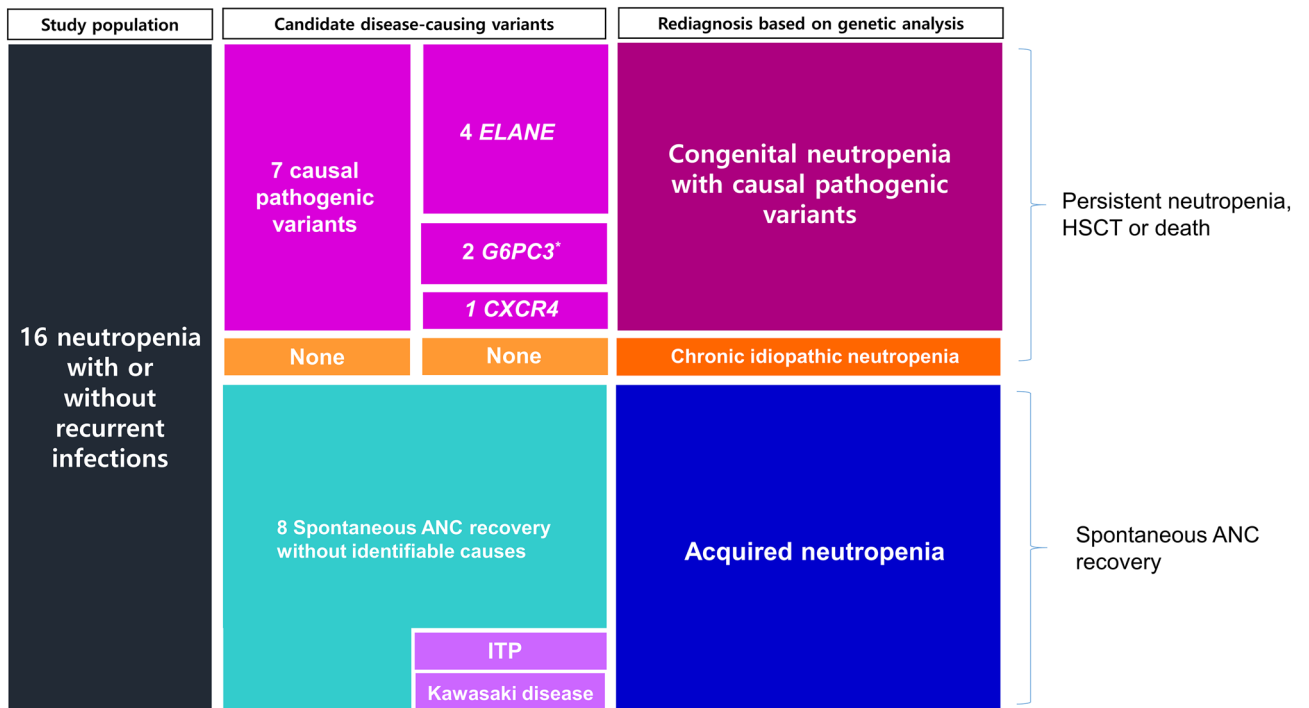 Study population
Candidate disease-causing variants
Rediagnosis based on genetic analysis
16 neutropenia
with or
without
recurrent
infections
7 causal
pathogenic
variants
4 ELANE
2 G6PC3*
1 CXCR4
Congenital neutropenia
with causal pathogenic
variants
Persistent neutropenia,
HSCT or death
None
None
Chronic idiopathic neutropenia
8 Spontaneous ANC recovery
without identifiable causes
ITP
Kawasaki disease
Acquired neutropenia
Spontaneous ANC
recovery